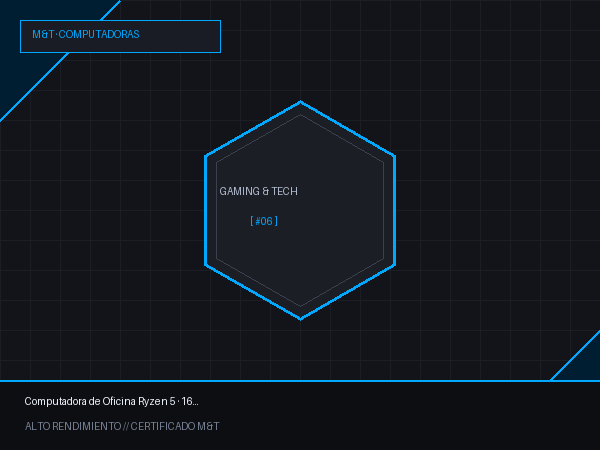 M&T · COMPUTADORAS
GAMING & TECH
[ #06 ]
Computadora de Oficina Ryzen 5 · 16...
ALTO RENDIMIENTO // CERTIFICADO M&T